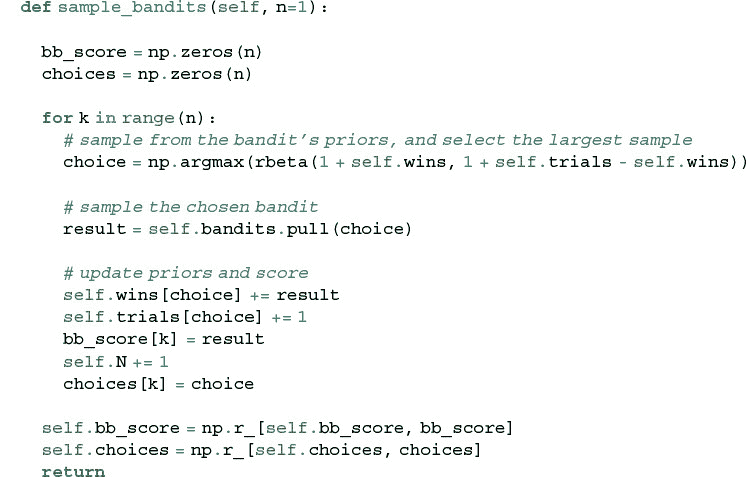 def sample_bandits(self, n=1):
bb_score = np.zeros(n)
choices = np.zeros(n)
for k in range(n):
# sample from the bandit's priors, and select the largest sample
choice = np.argmax(rbeta(1 + self.wins, 1 + self.trials - self.wins))
# sample the chosen bandit
result = self.bandits.pull(choice)
# update priors and score
self.wins[choice] += result
self.trials[choice] += 1
bb_score[k] = result
self.N += 1
choices[k] = choice
self.bb_score = np.r_[self.bb_score, bb_score]
self.choices = np.r_[self.choices, choices]
return